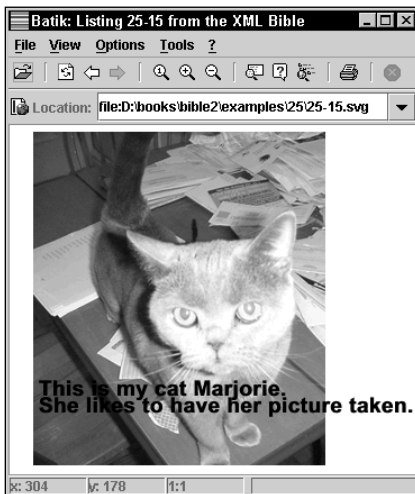 Batik: Listing 25-15 from the XML Bible
File View Options Tools ?
Location: file:D:\books\bible2\examples\25\25-15.svg
This is my cat Marjorie.
She likes to have her picture taken.
x: 304 y: 178 1:1